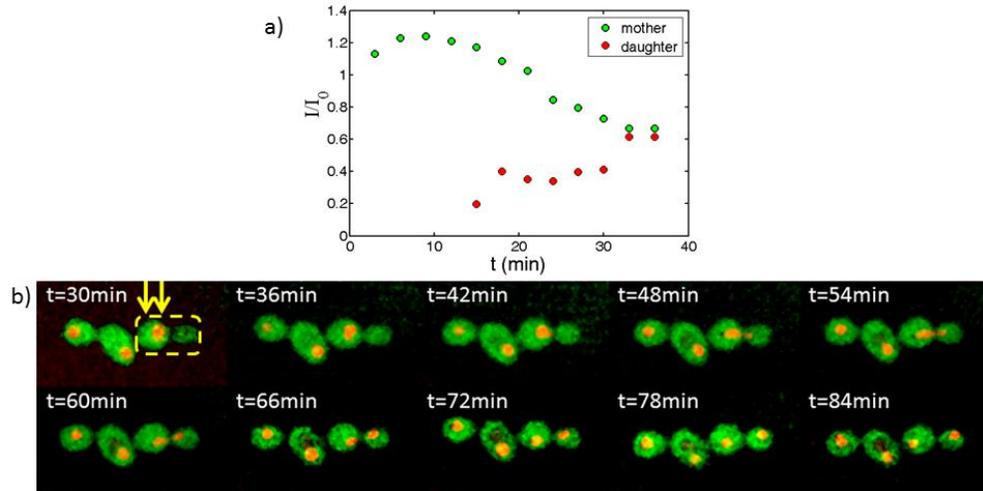 a)
1.4
1.2
1
0.8
0.6
0.4
0.2
0
I/I0
mother
daughter
0 10 20 30 40
t (min)
b)
t=30min t=36min t=42min t=48min t=54min
t=60min t=66min t=72min t=78min t=84min